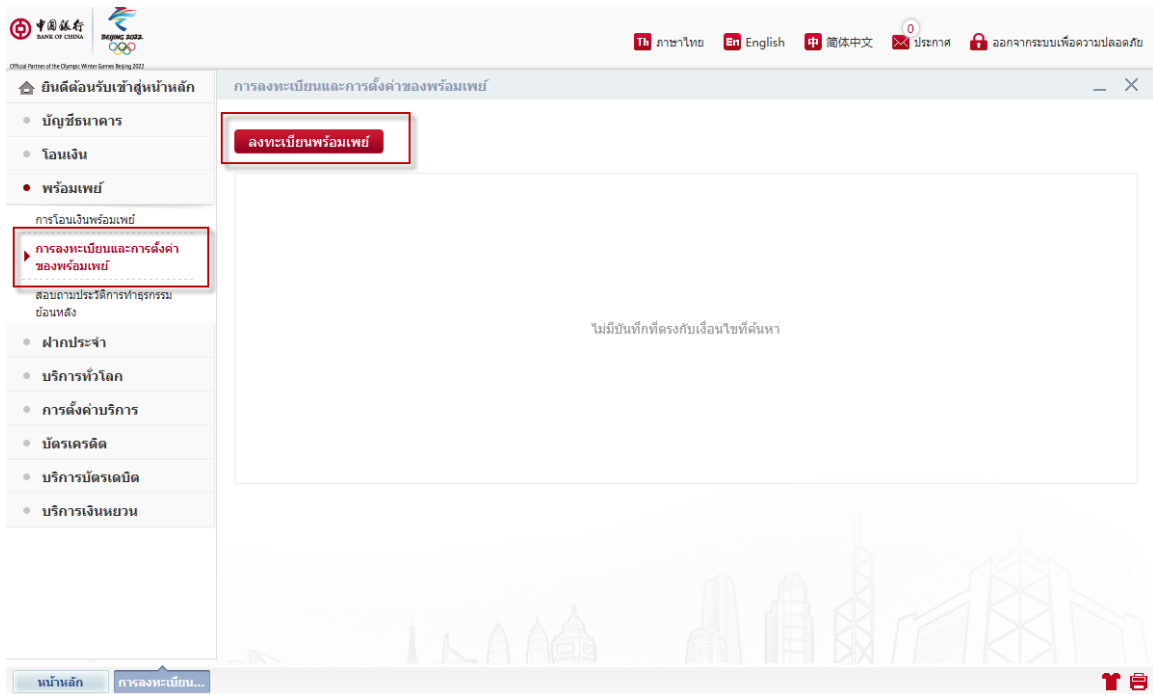 中国银行
BANK OF CHINA
BEIJING 2022
Official Partner of the Olympic Winter Games Beijing 2022
Th ภาษาไทย
En English
中 简体中文
0
ประกาศ
ออกจากระบบเพื่อความปลอดภัย
ยินดีต้อนรับเข้าสู่หน้าหลัก
บัญชีธนาคาร
โอนเงิน
พร้อมเพย์
การโอนเงินพร้อมเพย์
การลงทะเบียนและการตั้งค่า
ของพร้อมเพย์
สอบถามประวัติการทำธุรกรรม
ย้อนหลัง
ฝากประจำ
บริการทั่วโลก
การตั้งค่าบริการ
บัตรเครดิต
บริการบัตรเดบิต
บริการเงินหยวน
การลงทะเบียนและการตั้งค่าของพร้อมเพย์
ลงทะเบียนพร้อมเพย์
ไม่มีบันทึกที่ตรงกับเงื่อนไขที่ค้นหา
หน้าหลัก
การลงทะเบียน...